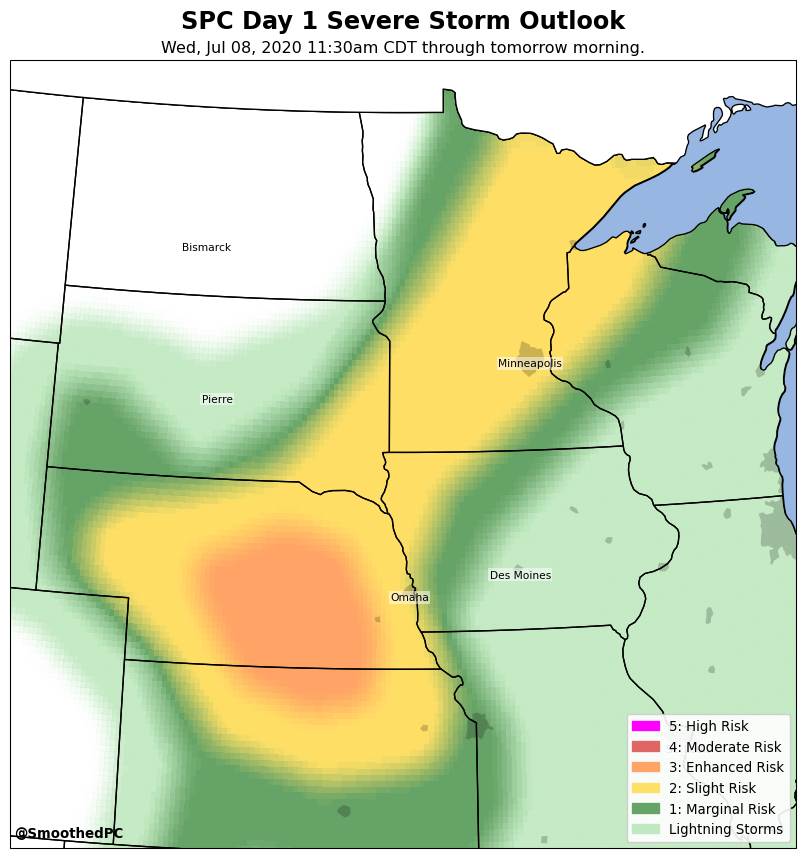 SPC Day 1 Severe Storm Outlook
Wed, Jul 08, 2020 11:30am CDT through tomorrow morning.
Bismarck
Minneapolis
Pierre
Des Moines
Omaha
5: High Risk
4: Moderate Risk
3: Enhanced Risk
2: Slight Risk
1: Marginal Risk
Lightning Storms
@SmoothedPC